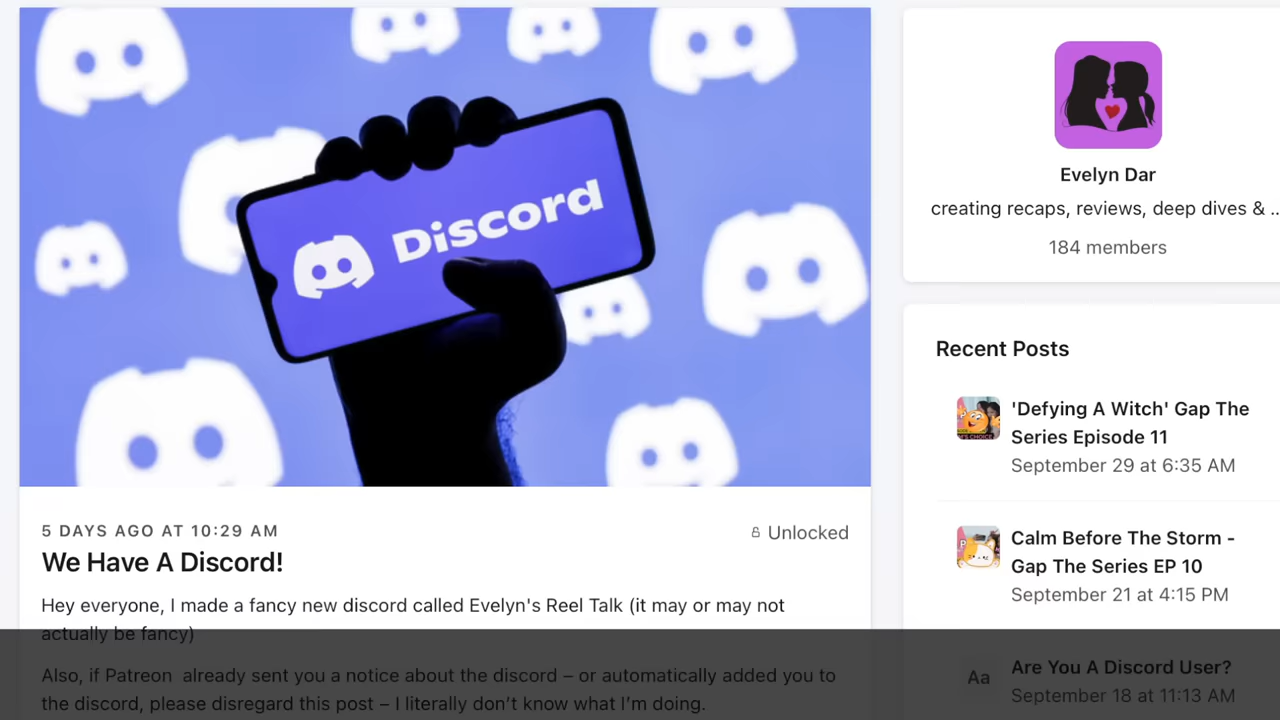 Discord
5 DAYS AGO AT 10:29 AM
Unlocked
We Have A Discord!
Hey everyone, I made a fancy new discord called Evelyn's Reel Talk (it may or may not
actually be fancy)
Also, if Patreon already sent you a notice about the discord – or automatically added you to
the discord, please disregard this post – I literally don't know what I'm doing.
Evelyn Dar
creating recaps, reviews, deep dives & ..
184 members
Recent Posts
'Defying A Witch' Gap The
Series Episode 11
September 29 at 6:35 AM
Calm Before The Storm -
Gap The Series EP 10
September 21 at 4:15 PM
Aa
Are You A Discord User?
September 18 at 11:13 AM